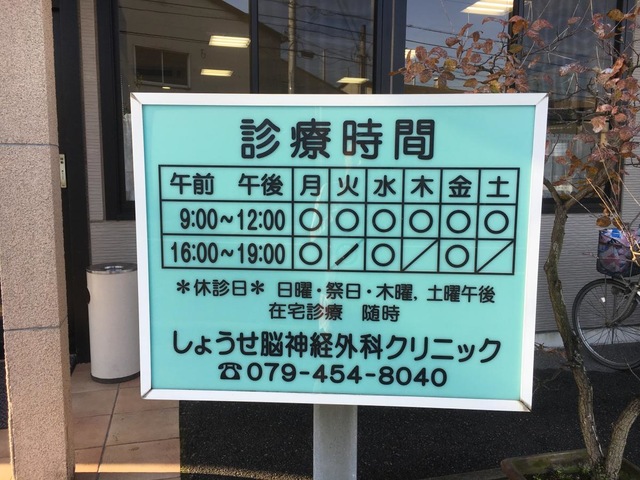 診療時間
午前 午後 月 火 水 木 金 土
9:00～12:00 ○ ○ ○ ○ ○ ○
16:00～19:00 ○ / ○ / ○ /
*休診日* 日曜・祭日・木曜,土曜午後
在宅診療 随時
しょうせ脳神経外科クリニック
☎079-454-8040